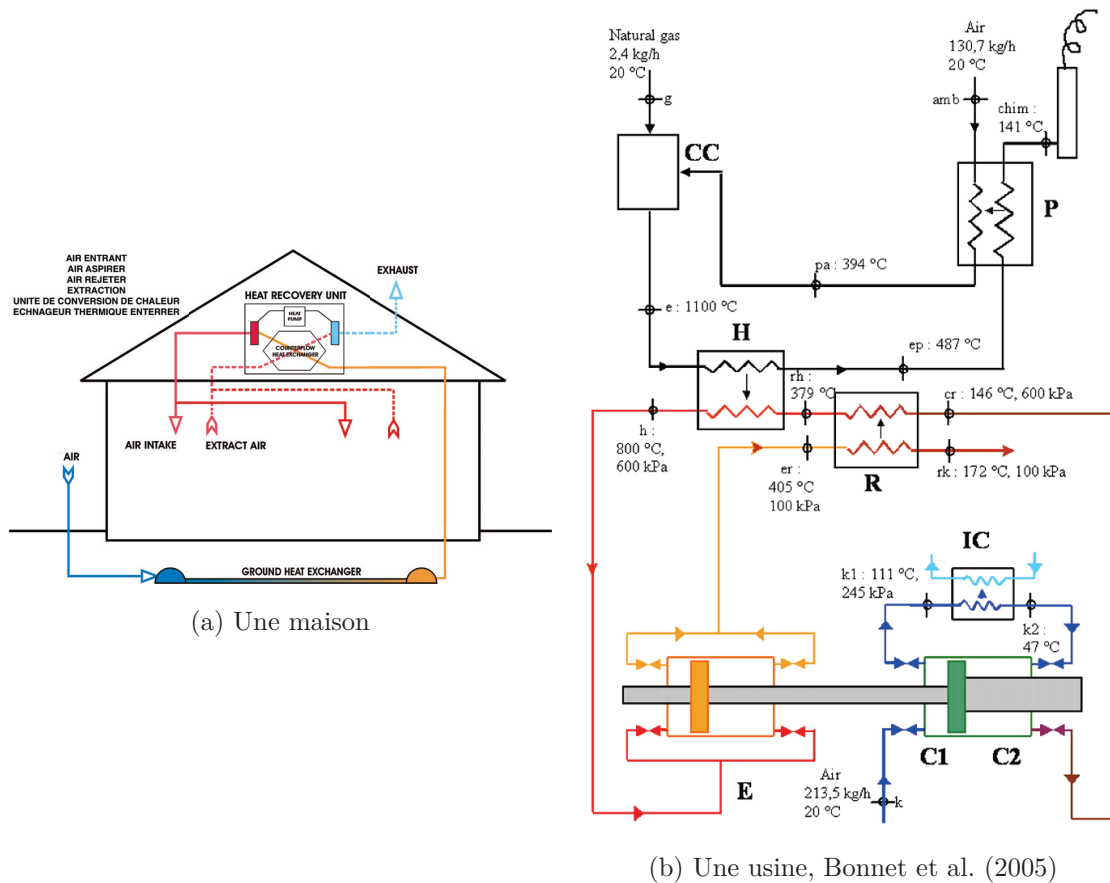 AIR ENTRANT
AIR ASPIRER
AIR REJETER
EXTRACTION
UNITE DE CONVERSION DE CHALEUR
ECHNAGEUR THERMIQUE ENTERRER
EXHAUST
HEAT RECOVERY UNIT
HEAT
PUMP
COUNTERFLOW
HEAT EXCHANGER
AIR INTAKE
EXTRACT AIR
AIR
GROUND HEAT EXCHANGER
(a) Une maison
Natural gas
2,4 kg/h
20 °C
g
CC
Air
130,7 kg/h
20 °C
amb
chim :
141 °C
P
pa : 394 °C
e : 1100 °C
H
ep : 487 °C
rh :
379 °C
cr : 146 °C, 600 kPa
h :
800 °C,
600 kPa
er :
405 °C
100 kPa
R
rk : 172 °C, 100 kPa
IC
k1 : 111 °C,
245 kPa
k2 :
47 °C
E
C1
C2
Air
213,5 kg/h
20 °C
k
(b) Une usine, Bonnet et al. (2005)